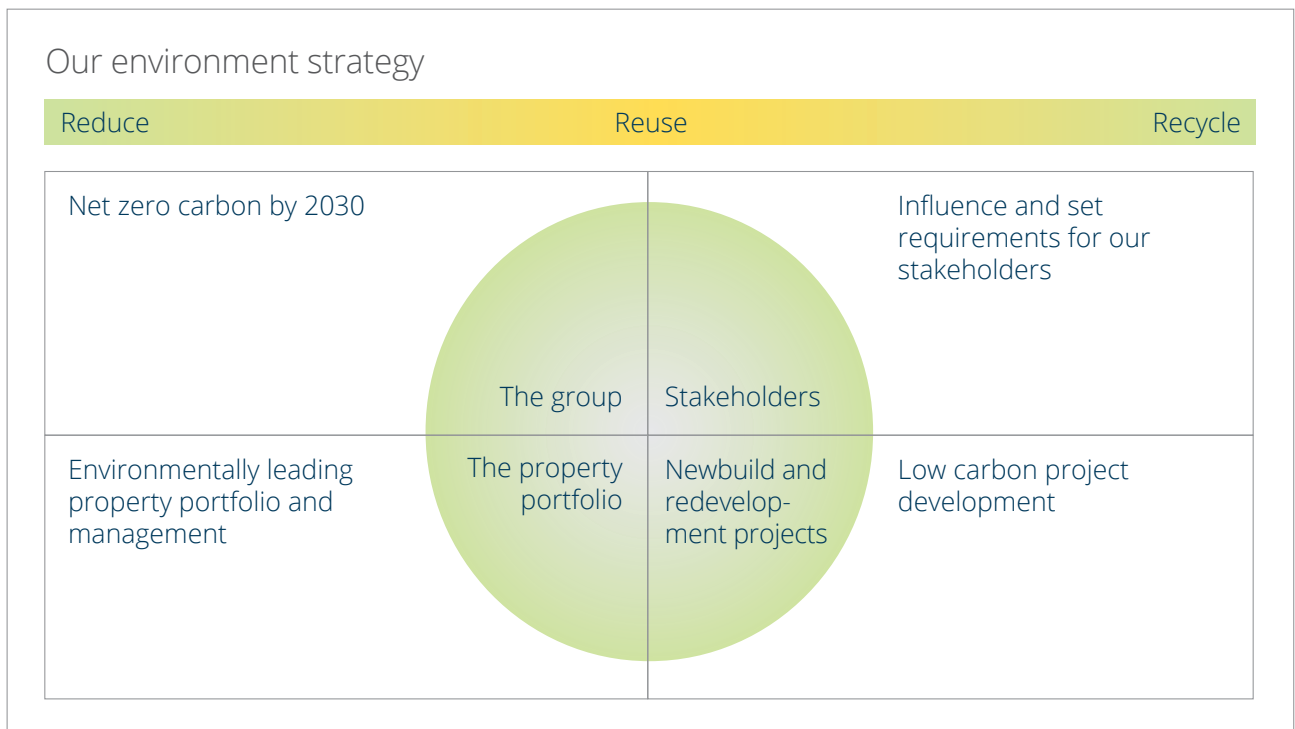 Our environment strategy
Reduce
Reuse
Recycle
Net zero carbon by 2030
Influence and set
requirements for our
stakeholders
The group
Stakeholders
Environmentally leading
property portfolio and
management
The property
portfolio
Newbuild and
redevelop-
ment projects
Low carbon project
development